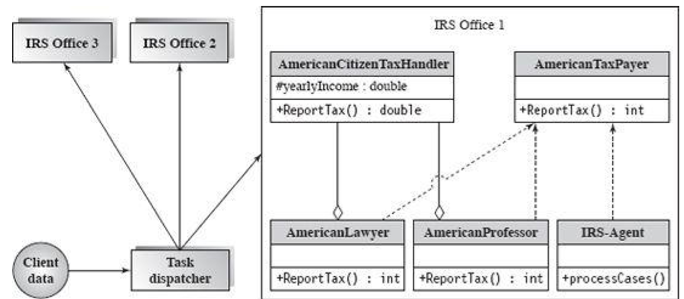 IRS Office 3
IRS Office 2
Client
data
Task
dispatcher
IRS Office 1
AmericanCitizenTaxHandler
#yearlyIncome : double
+ReportTax() : double
AmericanTaxPayer
+ReportTax() : int
AmericanLawyer
+ReportTax() : int
AmericanProfessor
+ReportTax() : int
IRS-Agent
+processCases()